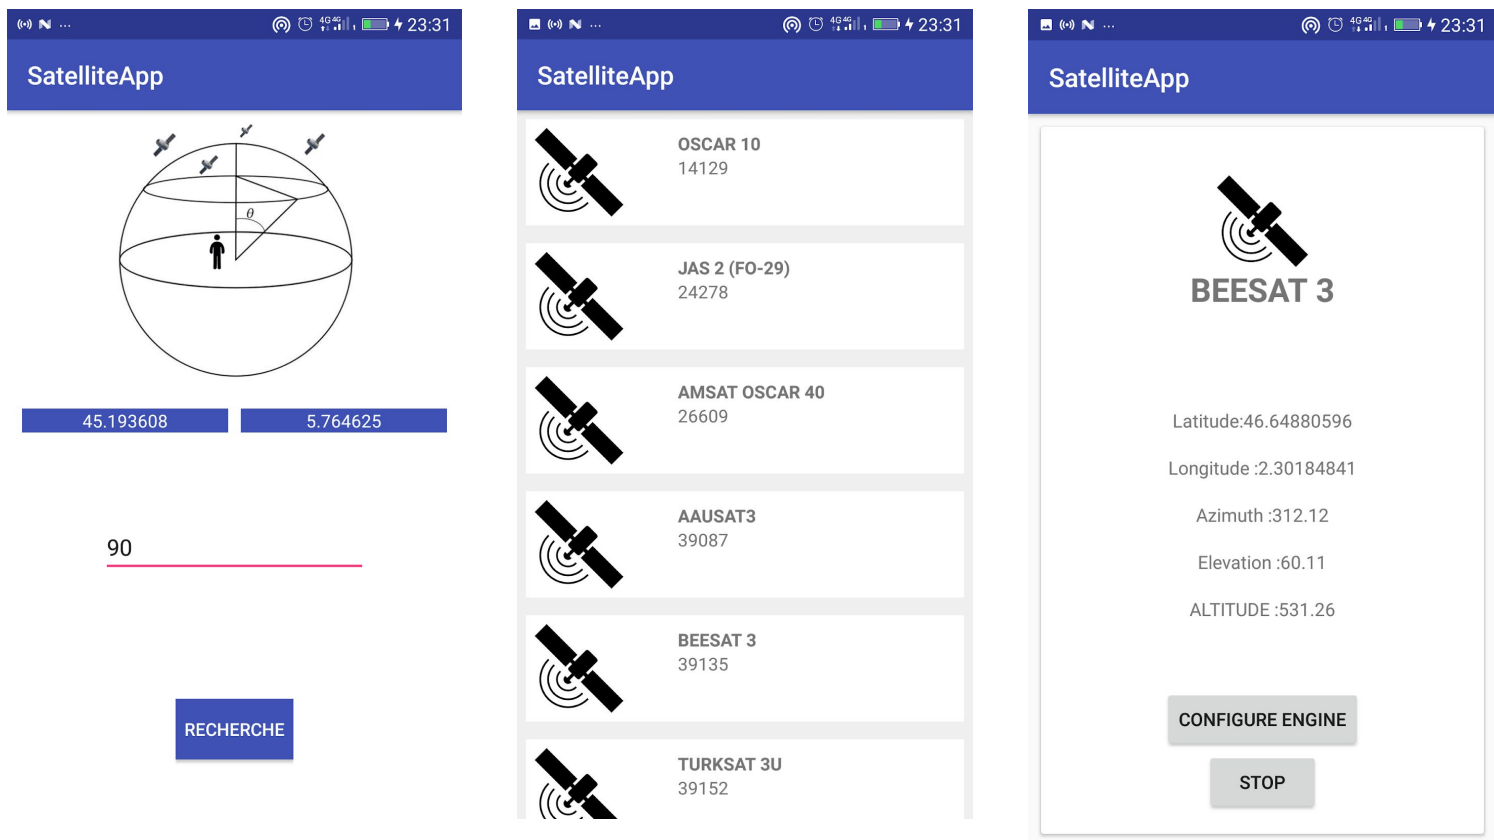 23:31
SatelliteApp
θ
45.193608
5.764625
90
RECHERCHE
23:31
SatelliteApp
OSCAR 10
14129
JAS 2 (FO-29)
24278
AMSAT OSCAR 40
26609
AAUSAT3
39087
BEESAT 3
39135
TURKSAT 3U
39152
23:31
SatelliteApp
BEESAT 3
Latitude:46.64880596
Longitude :2.30184841
Azimuth :312.12
Elevation :60.11
ALTITUDE :531.26
CONFIGURE ENGINE
STOP